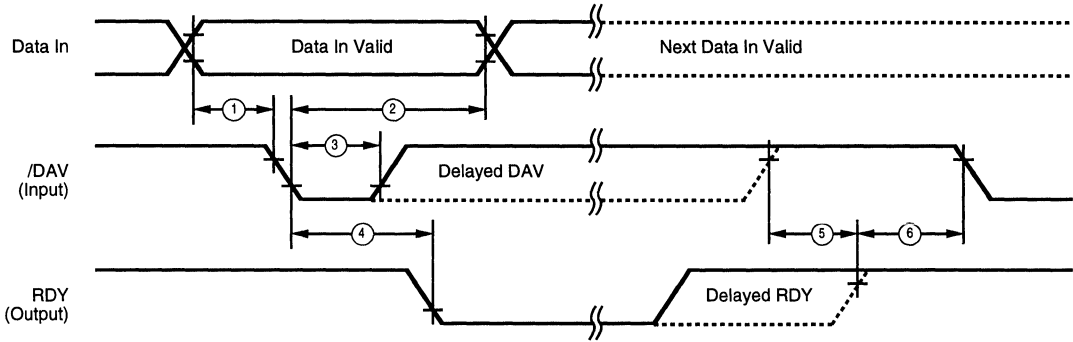 Data In
Data In Valid
Next Data In Valid
1
2
3
/DAV
(Input)
Delayed DAV
4
5
6
RDY
(Output)
Delayed RDY